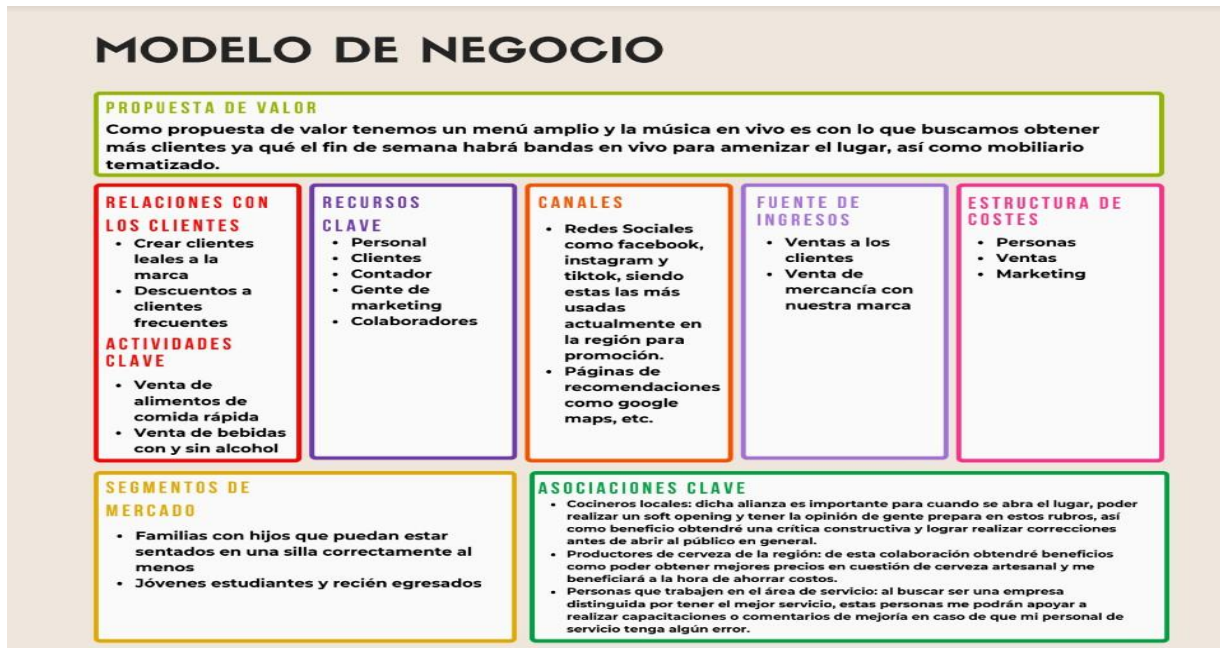 MODELO DE NEGOCIO
PROPUESTA DE VALOR
Como propuesta de valor tenemos un menú amplio y la música en vivo es con lo que buscamos obtener
más clientes ya qué el fin de semana habrá bandas en vivo para amenizar el lugar, así como mobiliario
tematizado.
RELACIONES CON
LOS CLIENTES
• Crear clientes
leales a la
marca
• Descuentos a
clientes
frecuentes
ACTIVIDADES
CLAVE
• Venta de
alimentos de
comida rápida
• Venta de bebidas
con y sin alcohol
RECURSOS
CLAVE
• Personal
• Clientes
• Contador
• Gente de
marketing
• Colaboradores
CANALES
• Redes Sociales
como facebook,
instagram y
tiktok, siendo
estas las más
usadas
actualmente en
la región para
promoción.
• Páginas de
recomendaciones
como google
maps, etc.
FUENTE DE
INGRESOS
• Ventas a los
clientes
• Venta de
mercancía con
nuestra marca
ESTRUCTURA DE
COSTES
• Personas
• Ventas
• Marketing
SEGMENTOS DE
MERCADO
• Familias con hijos que puedan estar
sentados en una silla correctamente al
menos
• Jóvenes estudiantes y recién egresados
ASOCIACIONES CLAVE
• Cocineros locales: dicha alianza es importante para cuando se abra el lugar, poder
realizar un soft opening y tener la opinión de gente prepara en estos rubros, así
como beneficio obtendré una crítica constructiva y lograr realizar correcciones
antes de abrir al público en general.
• Productores de cerveza de la región: de esta colaboración obtendré beneficios
como poder obtener mejores precios en cuestión de cerveza artesanal y me
beneficiará a la hora de ahorrar costos.
• Personas que trabajen en el área de servicio: al buscar ser una empresa
distinguida por tener el mejor servicio, estas personas me podrán apoyar a
realizar capacitaciones o comentarios de mejoría en caso de que mi personal de
servicio tenga algún error.